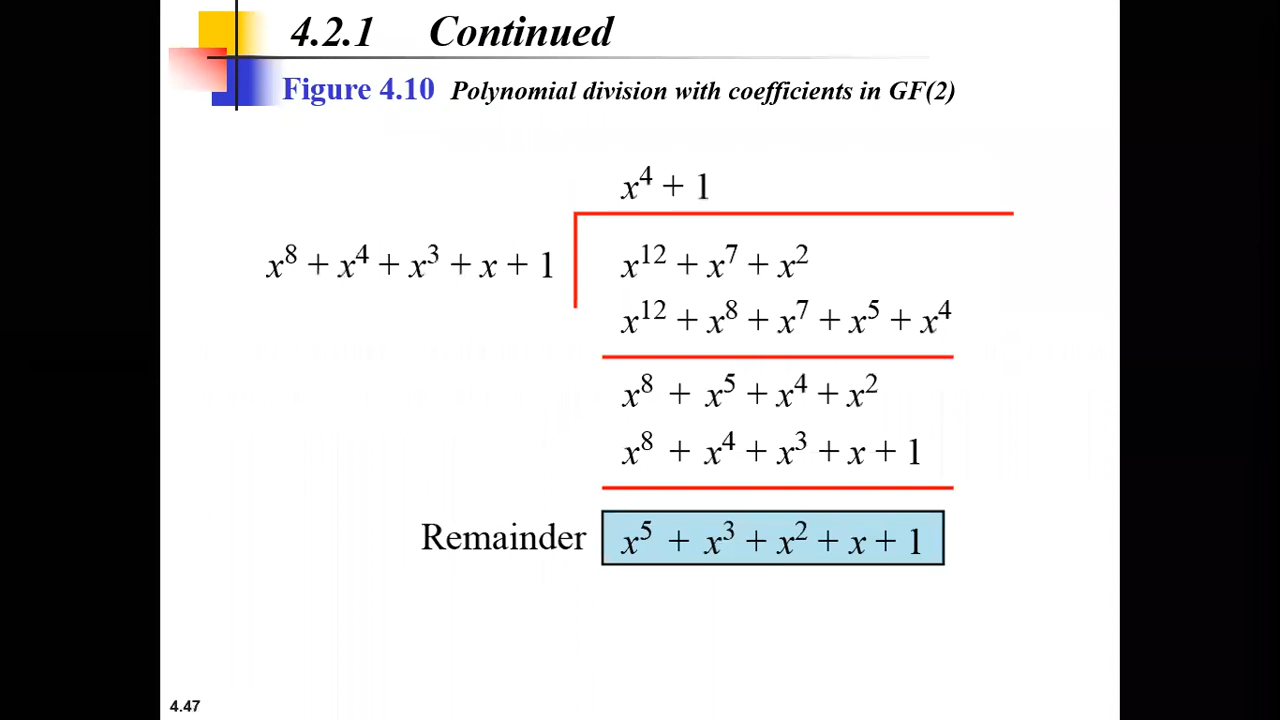 4.2.1 Continued
Figure 4.10 Polynomial division with coefficients in GF(2)
x⁴ + 1
x⁸ + x⁴ + x³ + x + 1
x¹² + x⁷ + x²
x¹² + x⁸ + x⁷ + x⁵ + x⁴
x⁸ + x⁵ + x⁴ + x²
x⁸ + x⁴ + x³ + x + 1
Remainder x⁵ + x³ + x² + x + 1
4.47